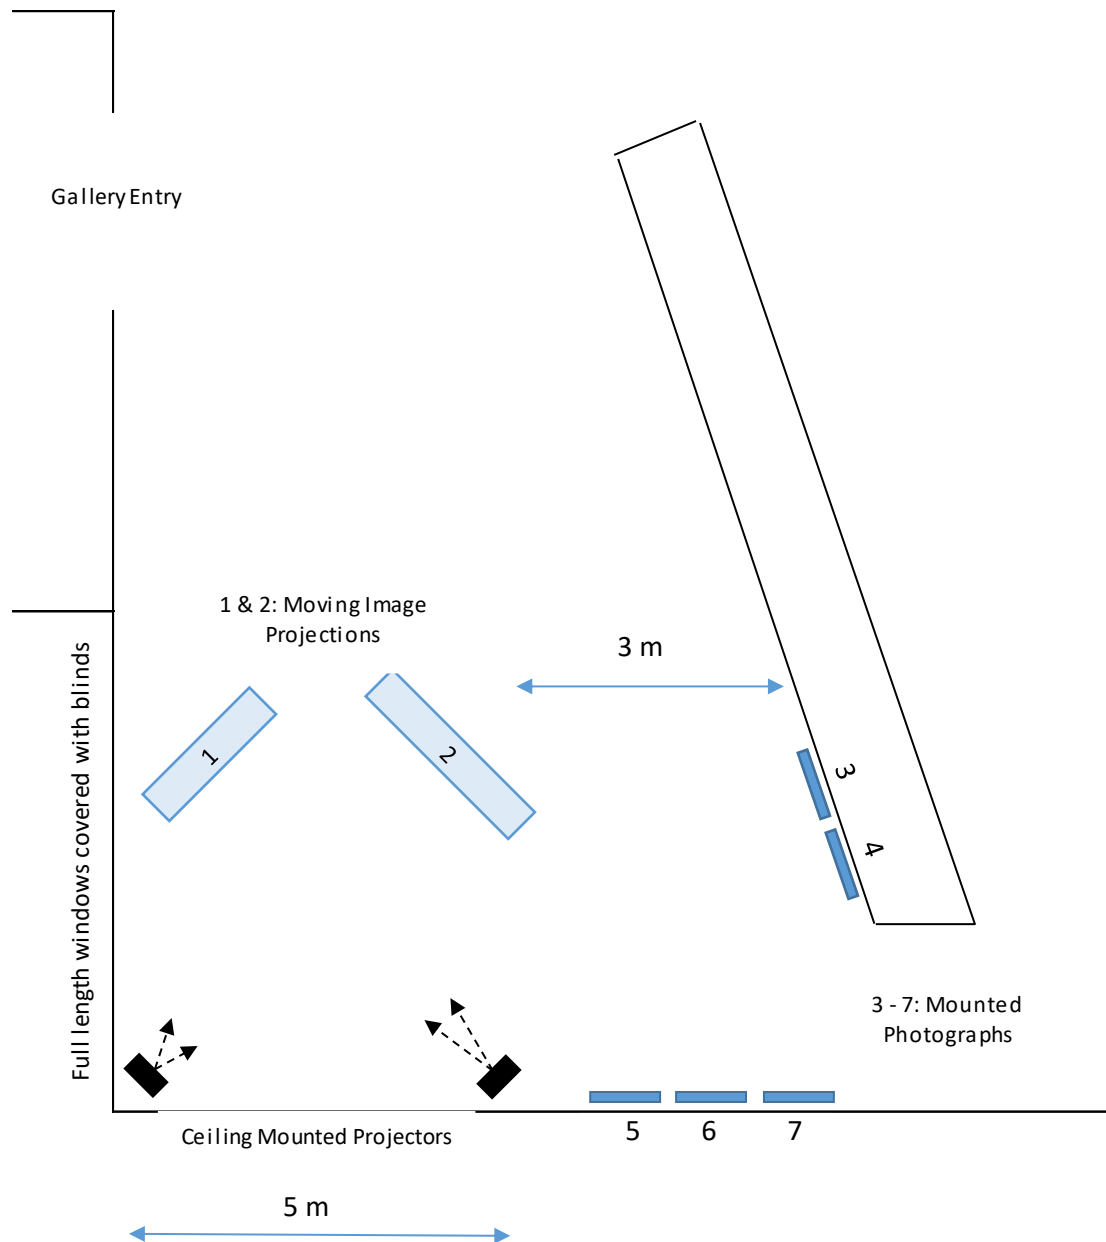 Gallery Entry
1 & 2: Moving Image
Projections
3 m
Full length windows covered with blinds
1
2
3
4
3 - 7: Mounted
Photographs
5
6
7
Ceiling Mounted Projectors
5 m